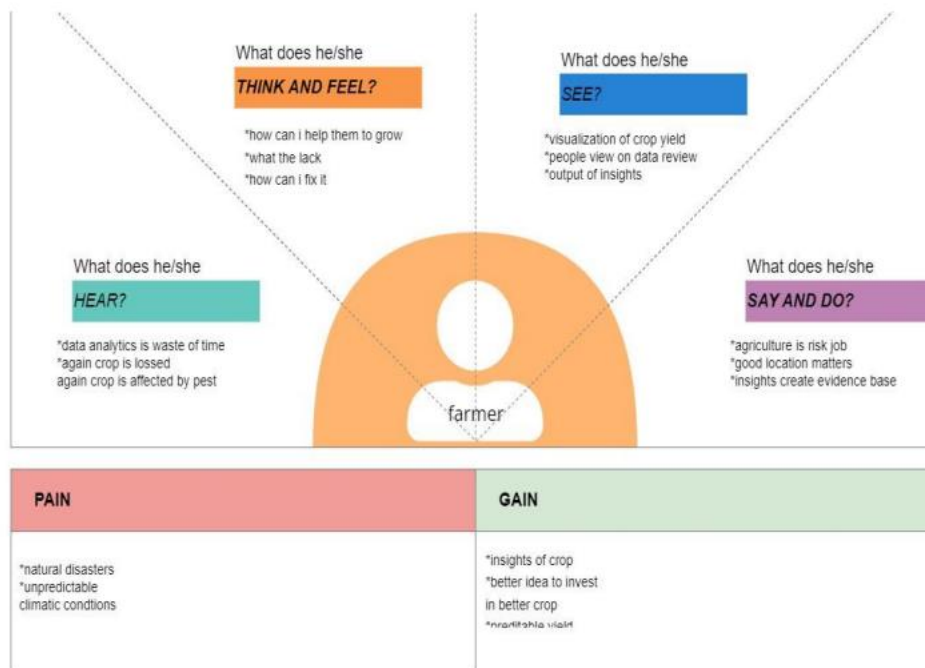 What does he/she
THINK AND FEEL?
*how can i help them to grow
*what the lack
*how can i fix it
What does he/she
SEE?
*visualization of crop yield
*people view on data review
*output of insights
What does he/she
HEAR?
*data analytics is waste of time
*again crop is lossed
again crop is affected by pest
What does he/she
SAY AND DO?
*agriculture is risk job
*good location matters
*insights create evidence base
farmer
PAIN
*natural disasters
*unpredictable
climatic condtions
GAIN
*insights of crop
*better idea to invest
in better crop
*preditable yield